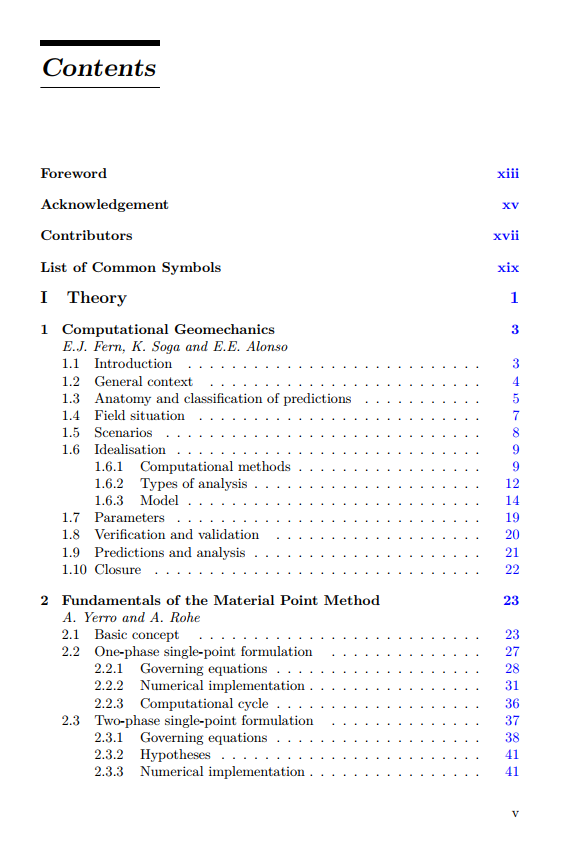 Contents
Foreword xiii
Acknowledgement xv
Contributors xvii
List of Common Symbols xix
I Theory 1
1 Computational Geomechanics 3
E.J. Fern, K. Soga and E.E. Alonso
1.1 Introduction . . . . . . . . . . . . . . . . . . . . . . . . . . . 3
1.2 General context . . . . . . . . . . . . . . . . . . . . . . . . . 4
1.3 Anatomy and classification of predictions . . . . . . . . . . . 5
1.4 Field situation . . . . . . . . . . . . . . . . . . . . . . . . . . 7
1.5 Scenarios . . . . . . . . . . . . . . . . . . . . . . . . . . . . . 8
1.6 Idealisation . . . . . . . . . . . . . . . . . . . . . . . . . . . . 9
1.6.1 Computational methods . . . . . . . . . . . . . . . . . 9
1.6.2 Types of analysis . . . . . . . . . . . . . . . . . . . . . 12
1.6.3 Model . . . . . . . . . . . . . . . . . . . . . . . . . . . 14
1.7 Parameters . . . . . . . . . . . . . . . . . . . . . . . . . . . . 19
1.8 Verification and validation . . . . . . . . . . . . . . . . . . . 20
1.9 Predictions and analysis . . . . . . . . . . . . . . . . . . . . . 21
1.10 Closure . . . . . . . . . . . . . . . . . . . . . . . . . . . . . . 22
2 Fundamentals of the Material Point Method 23
A. Yerro and A. Rohe
2.1 Basic concept . . . . . . . . . . . . . . . . . . . . . . . . . . 23
2.2 One-phase single-point formulation . . . . . . . . . . . . . . 27
2.2.1 Governing equations . . . . . . . . . . . . . . . . . . . 28
2.2.2 Numerical implementation . . . . . . . . . . . . . . . . 31
2.2.3 Computational cycle . . . . . . . . . . . . . . . . . . . 36
2.3 Two-phase single-point formulation . . . . . . . . . . . . . . 37
2.3.1 Governing equations . . . . . . . . . . . . . . . . . . . 38
2.3.2 Hypotheses . . . . . . . . . . . . . . . . . . . . . . . . 41
2.3.3 Numerical implementation . . . . . . . . . . . . . . . . 41
v